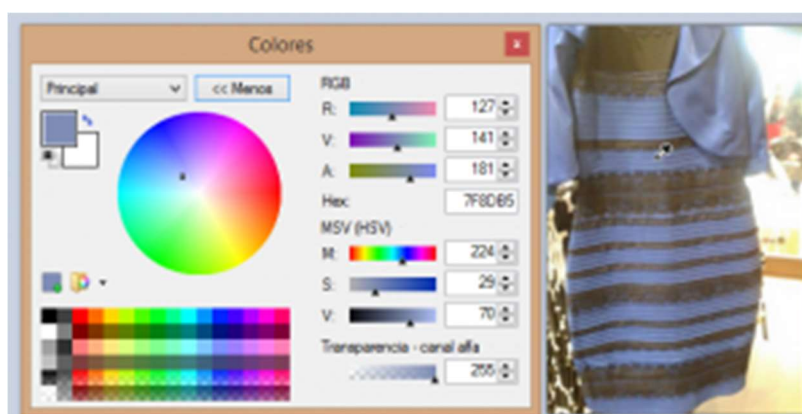 Colores
Principal
<< Menos
RGB
R: 127
V: 141
A: 181
Hex: 7F8DB5
MSV (HSV)
M: 224
S: 29
V: 70
Transparencia - canal alfa
255